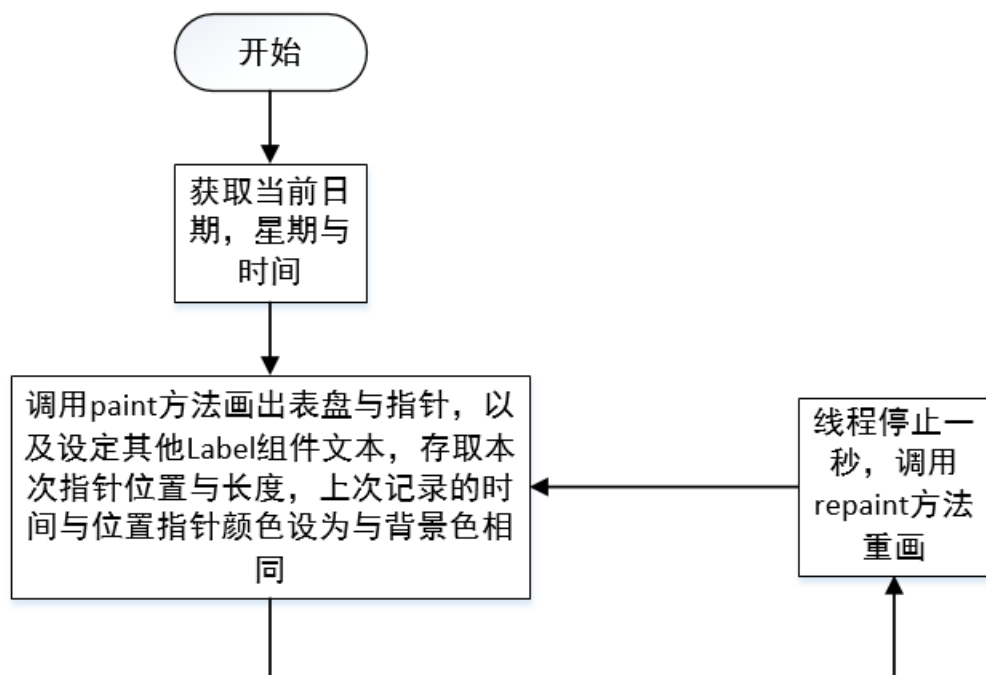 开始
获取当前日
期，星期与
时间
调用paint方法画出表盘与指针，以
及设定其他Label组件文本，存取本
次指针位置与长度，上次记录的时
间与位置指针颜色设为与背景色相
同
线程停止一
秒，调用
repaint方法
重画